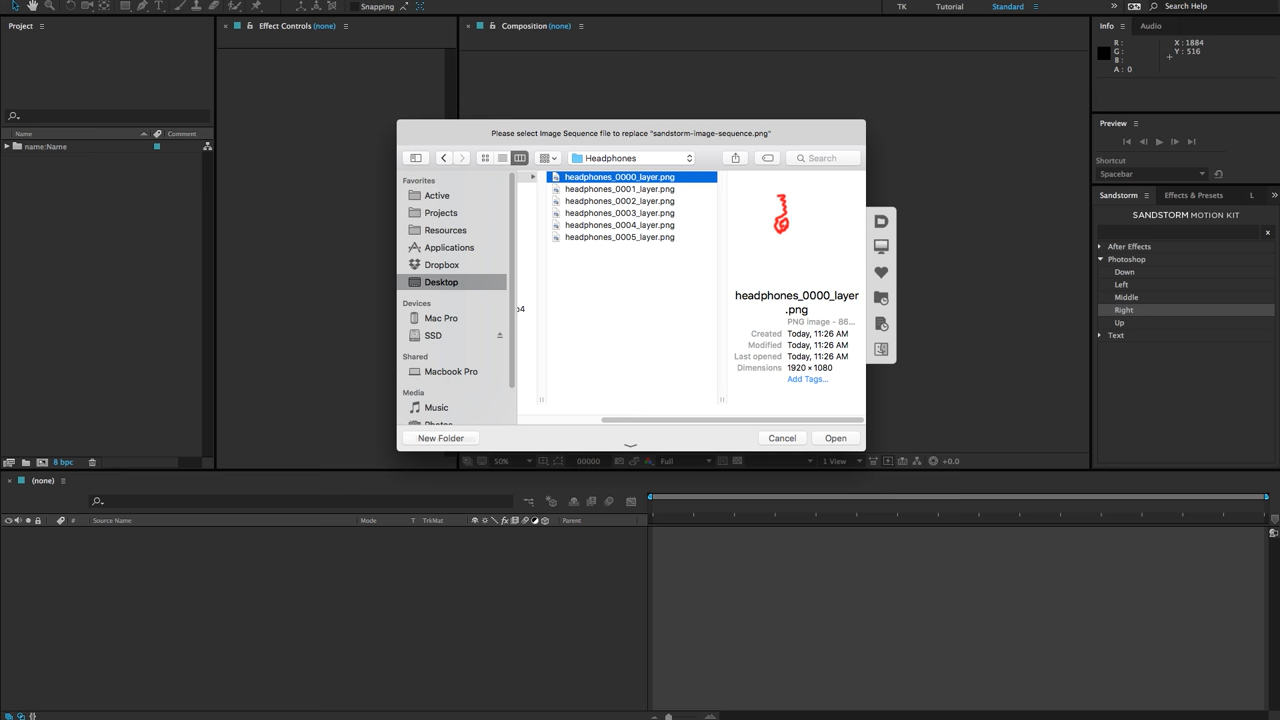 Snapping
TK Tutorial Standard Search Help
Project Effect Controls (none) Composition (none) Info Audio
R : X : 1884
G : Y : 516
B :
A : 0
Name Comment
name:Name
Please select Image Sequence file to replace "sandstorm-image-sequence.png"
Headphones Search
Favorites
Active
Projects
Resources
Applications
Dropbox
Desktop
Devices
Mac Pro
SSD
Shared
Macbook Pro
Media
Music
p4
headphones_0000_layer.png
headphones_0001_layer.png
headphones_0002_layer.png
headphones_0003_layer.png
headphones_0004_layer.png
headphones_0005_layer.png
headphones_0000_layer
.png
PNG image - 86...
Created Today, 11:26 AM
Modified Today, 11:26 AM
Last opened Today, 11:26 AM
Dimensions 1920 × 1080
Add Tags...
New Folder Cancel Open
Preview
Shortcut
Spacebar
Sandstorm Effects & Presets
SANDSTORM MOTION KIT
After Effects
Photoshop
Down
Left
Middle
Right
Up
Text
8 bpc
50% 00000 Full 1 View +0.0
(none)
# Source Name Mode T TrkMat Parent